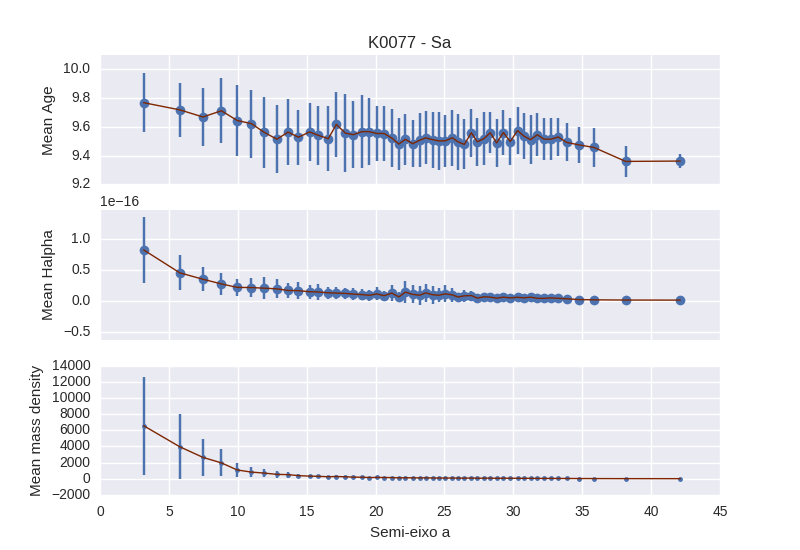 K0077 - Sa
10.0
9.8
9.6
9.4
9.2
Mean Age
1e−16
1.0
0.5
0.0
−0.5
Mean Halpha
14000
12000
10000
8000
6000
4000
2000
0
−2000
Mean mass density
0 5 10 15 20 25 30 35 40 45
Semi-eixo a